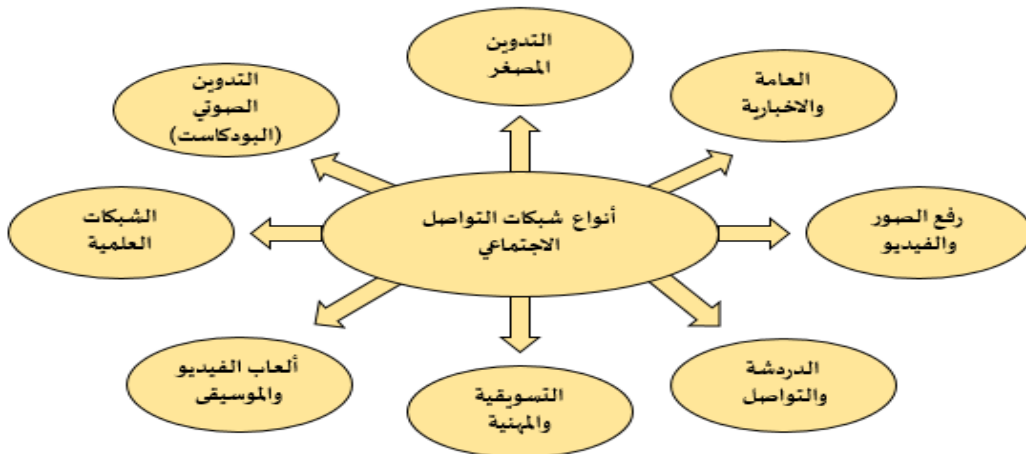 التدوين
المصغر
العامة
والاخبارية
التدوين
الصوتي
(البودكاست)
أنواع شبكات التواصل
الاجتماعي
رفع الصور
والفيديو
الشبكات
العلمية
الدردشة
والتواصل
التسويقية
والمهنية
ألعاب الفيديو
والموسيقى